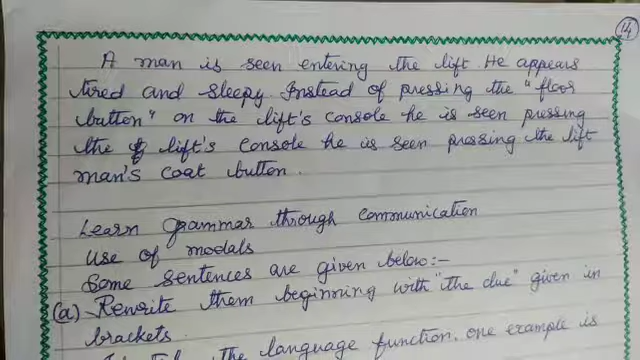 14
A man is seen entering the lift. He appears
tired and sleepy. Instead of pressing the "floor
button" on the lift's console he is seen pressing
the lift's console he is seen pressing the lift
man's coat button.
Learn grammar through communication
use of modals
Some sentences are given below:-
(a) Rewrite them beginning with "the clue" given in
brackets.
the language function. one example is